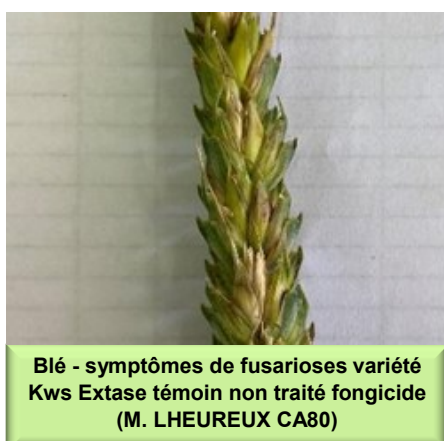 Blé - symptômes de fusarioses variété
Kws Extase témoin non traité fongicide
(M. LHEUREUX CA80)